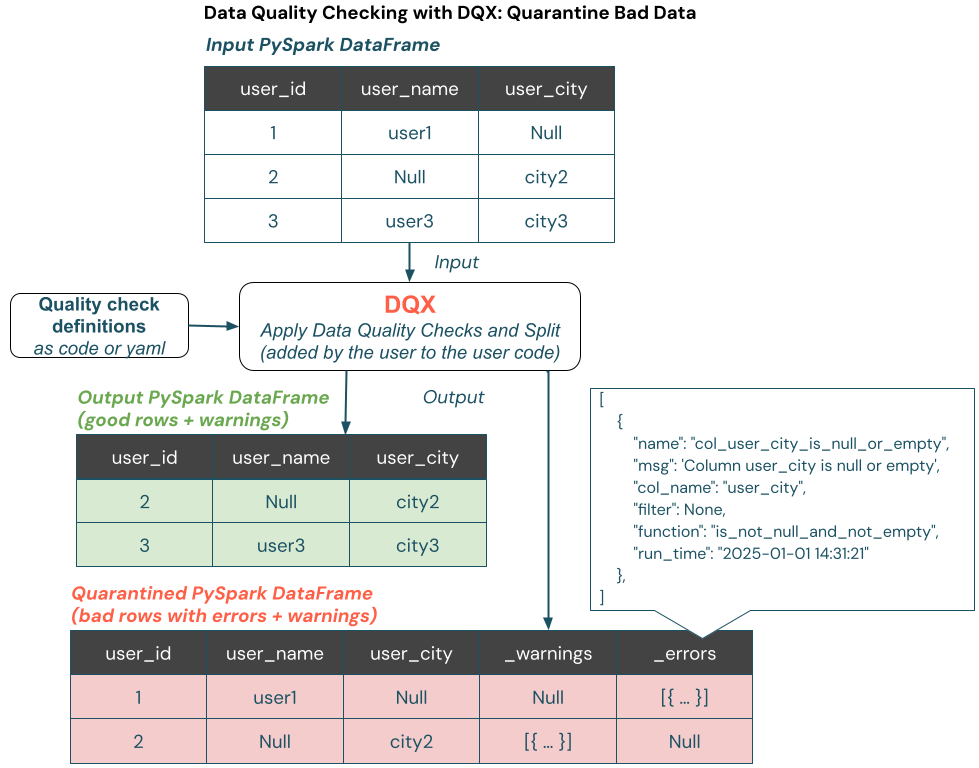 Data Quality Checking with DQX: Quarantine Bad Data
Input PySpark DataFrame
user_id user_name user_city
1 user1 Null
2 Null city2
3 user3 city3
Input
Quality check
definitions
as code or yaml
DQX
Apply Data Quality Checks and Split
(added by the user to the user code)
Output PySpark DataFrame
(good rows + warnings)
Output
user_id user_name user_city
2 Null city2
3 user3 city3
[
{
"name": "col_user_city_is_null_or_empty",
"msg": 'Column user_city is null or empty',
"col_name": "user_city",
"filter": None,
"function": "is_not_null_and_not_empty",
"run_time": "2025-01-01 14:31:21"
},
]
Quarantined PySpark DataFrame
(bad rows with errors + warnings)
user_id user_name user_city _warnings _errors
1 user1 Null Null [{ ... }]
2 Null city2 [{ ... }] Null